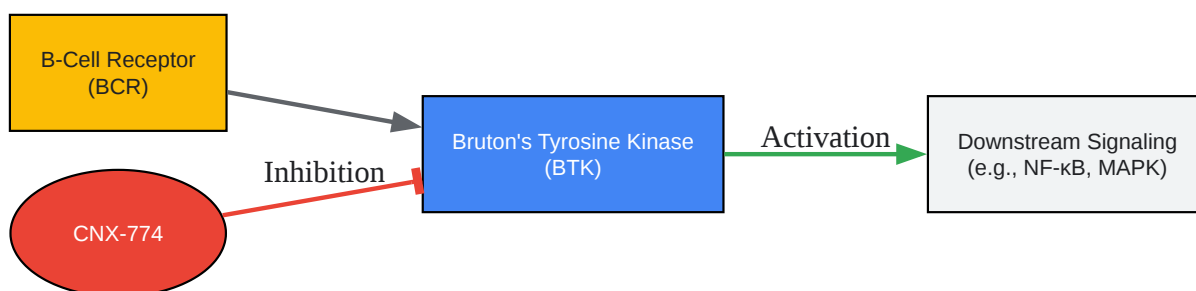 B-Cell Receptor
(BCR)
Inhibition
CNX-774
Bruton's Tyrosine Kinase
(BTK)
Activation
Downstream Signaling
(e.g., NF-κB, MAPK)